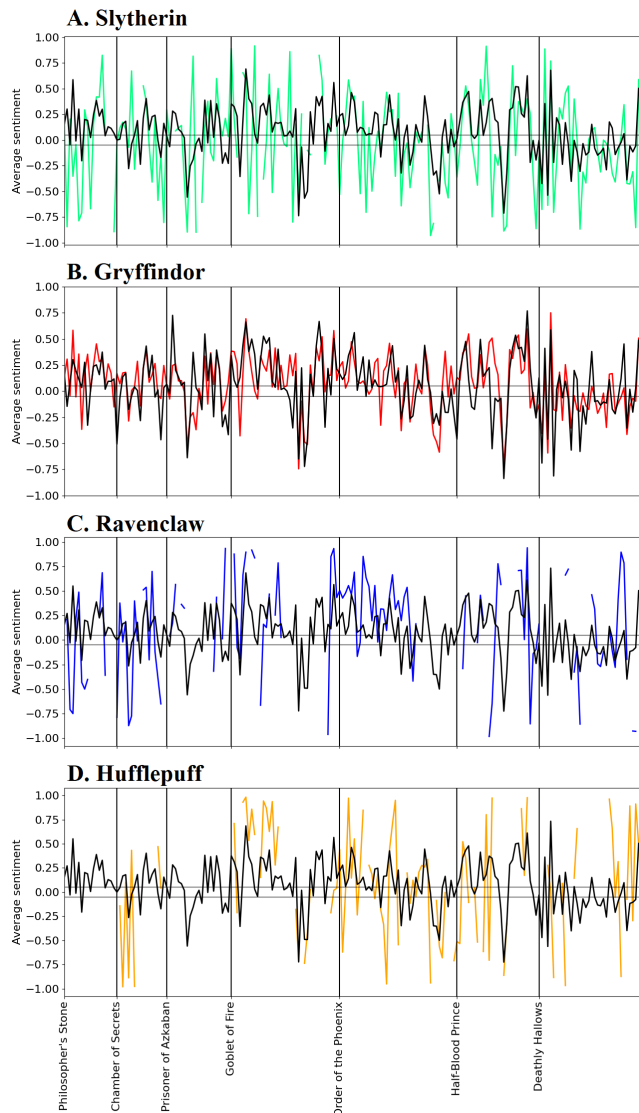 A. Slytherin
1.00
0.75
0.50
0.25
0.00
−0.25
−0.50
−0.75
−1.00
Average sentiment
B. Gryffindor
1.00
0.75
0.50
0.25
0.00
−0.25
−0.50
−0.75
−1.00
Average sentiment
C. Ravenclaw
1.00
0.75
0.50
0.25
0.00
−0.25
−0.50
−0.75
−1.00
Average sentiment
D. Hufflepuff
1.00
0.75
0.50
0.25
0.00
−0.25
−0.50
−0.75
−1.00
Average sentiment
Philosopher's Stone
Chamber of Secrets
Prisoner of Azkaban
Goblet of Fire
Order of the Phoenix
Half-Blood Prince
Deathly Hallows